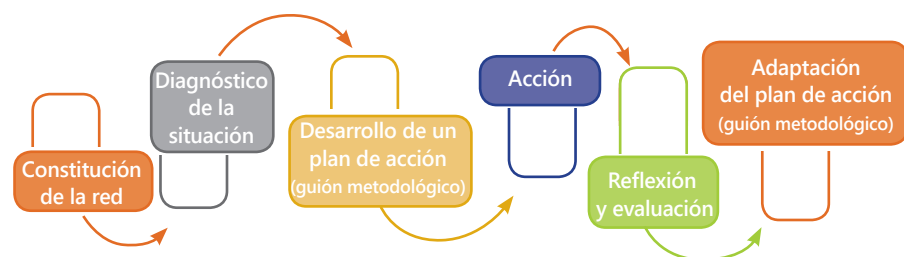 Constitución
de la red
Diagnóstico
de la
situación
Desarrollo de un
plan de acción
(guión metodológico)
Acción
Reflexión
y evaluación
Adaptación
del plan de acción
(guión metodológico)